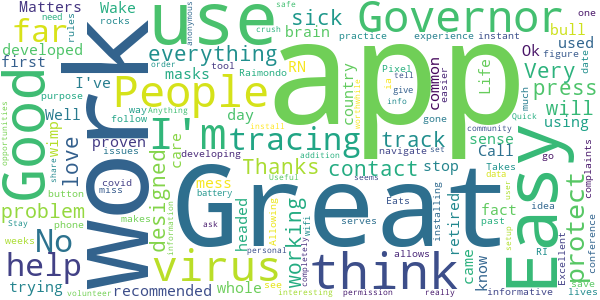 Matters
need
rocks
Wake
rules
anonymous
use
sick
Governor
safe
crush
one
far
developed
work
everything
brain
practice
experience
instant
bull
order
tool
masks
RN
app
Pixel
Ok
used
figure
date
first
I've
Raimondo
tell
easier
is
purpose
Good
People
day
country
common
give
info
Life
Very
press
Well
way
Anything
much
will
share
Wimp
proven
follow
I'm
tracing
track
gone
worthwhile
sense
using
opportunities
love
issues
developing
install
navigate
set
community
Quick
go
complaints
No
designed
care
Thanks
contact
stop
Call
Easy
protect
button
covid
miss
mess
Great
addition
Takes
data
fact
problem
makes
battery
Useful
seems
Eats
installing
retired
user
past
idea
Stay
phone
information
ask
headed
working
wifi
serves
think
came
setup
RI
Excellent
conference
help
virus
Allowing
completely
allows
know
weeks
personal
trying
recommended
whole
see
save
lives
volunteer
interesting
permission
really
informative